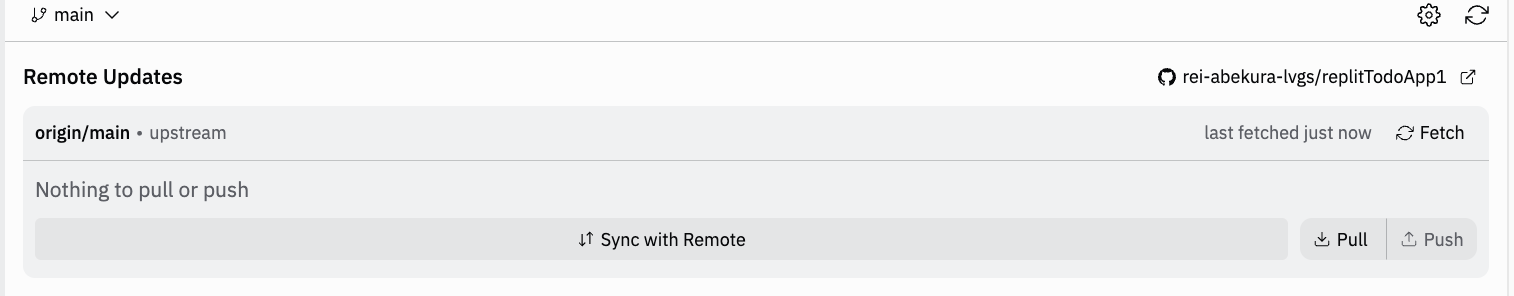 main
Remote Updates
rei-abekura-lvgs/replitTodoApp1
origin/main • upstream
last fetched just now
Fetch
Nothing to pull or push
Sync with Remote
Pull
Push